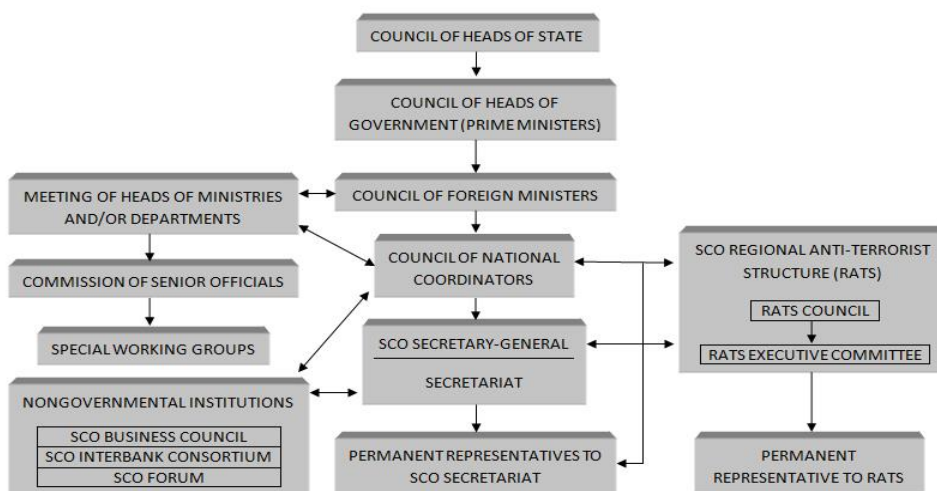 COUNCIL OF HEADS OF STATE
COUNCIL OF HEADS OF
GOVERNMENT (PRIME MINISTERS)
MEETING OF HEADS OF MINISTRIES
AND/OR DEPARTMENTS
COUNCIL OF FOREIGN MINISTERS
COUNCIL OF NATIONAL
COORDINATORS
SCO REGIONAL ANTI-TERRORIST
STRUCTURE (RATS)
RATS COUNCIL
RATS EXECUTIVE COMMITTEE
COMMISSION OF SENIOR OFFICIALS
SPECIAL WORKING GROUPS
SCO SECRETARY-GENERAL
SECRETARIAT
NONGOVERNMENTAL INSTITUTIONS
SCO BUSINESS COUNCIL
SCO INTERBANK CONSORTIUM
SCO FORUM
PERMANENT REPRESENTATIVES TO
SCO SECRETARIAT
PERMANENT
REPRESENTATIVE TO RATS